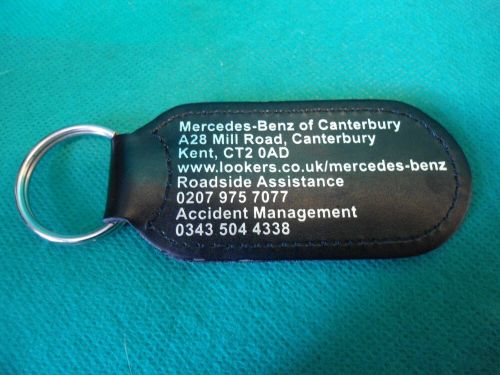 Mercedes-Benz of Canterbury
A28 Mill Road, Canterbury
Kent, CT2 0AD
www.lookers.co.uk/mercedes-benz
Roadside Assistance
0207 975 7077
Accident Management
0343 504 4338